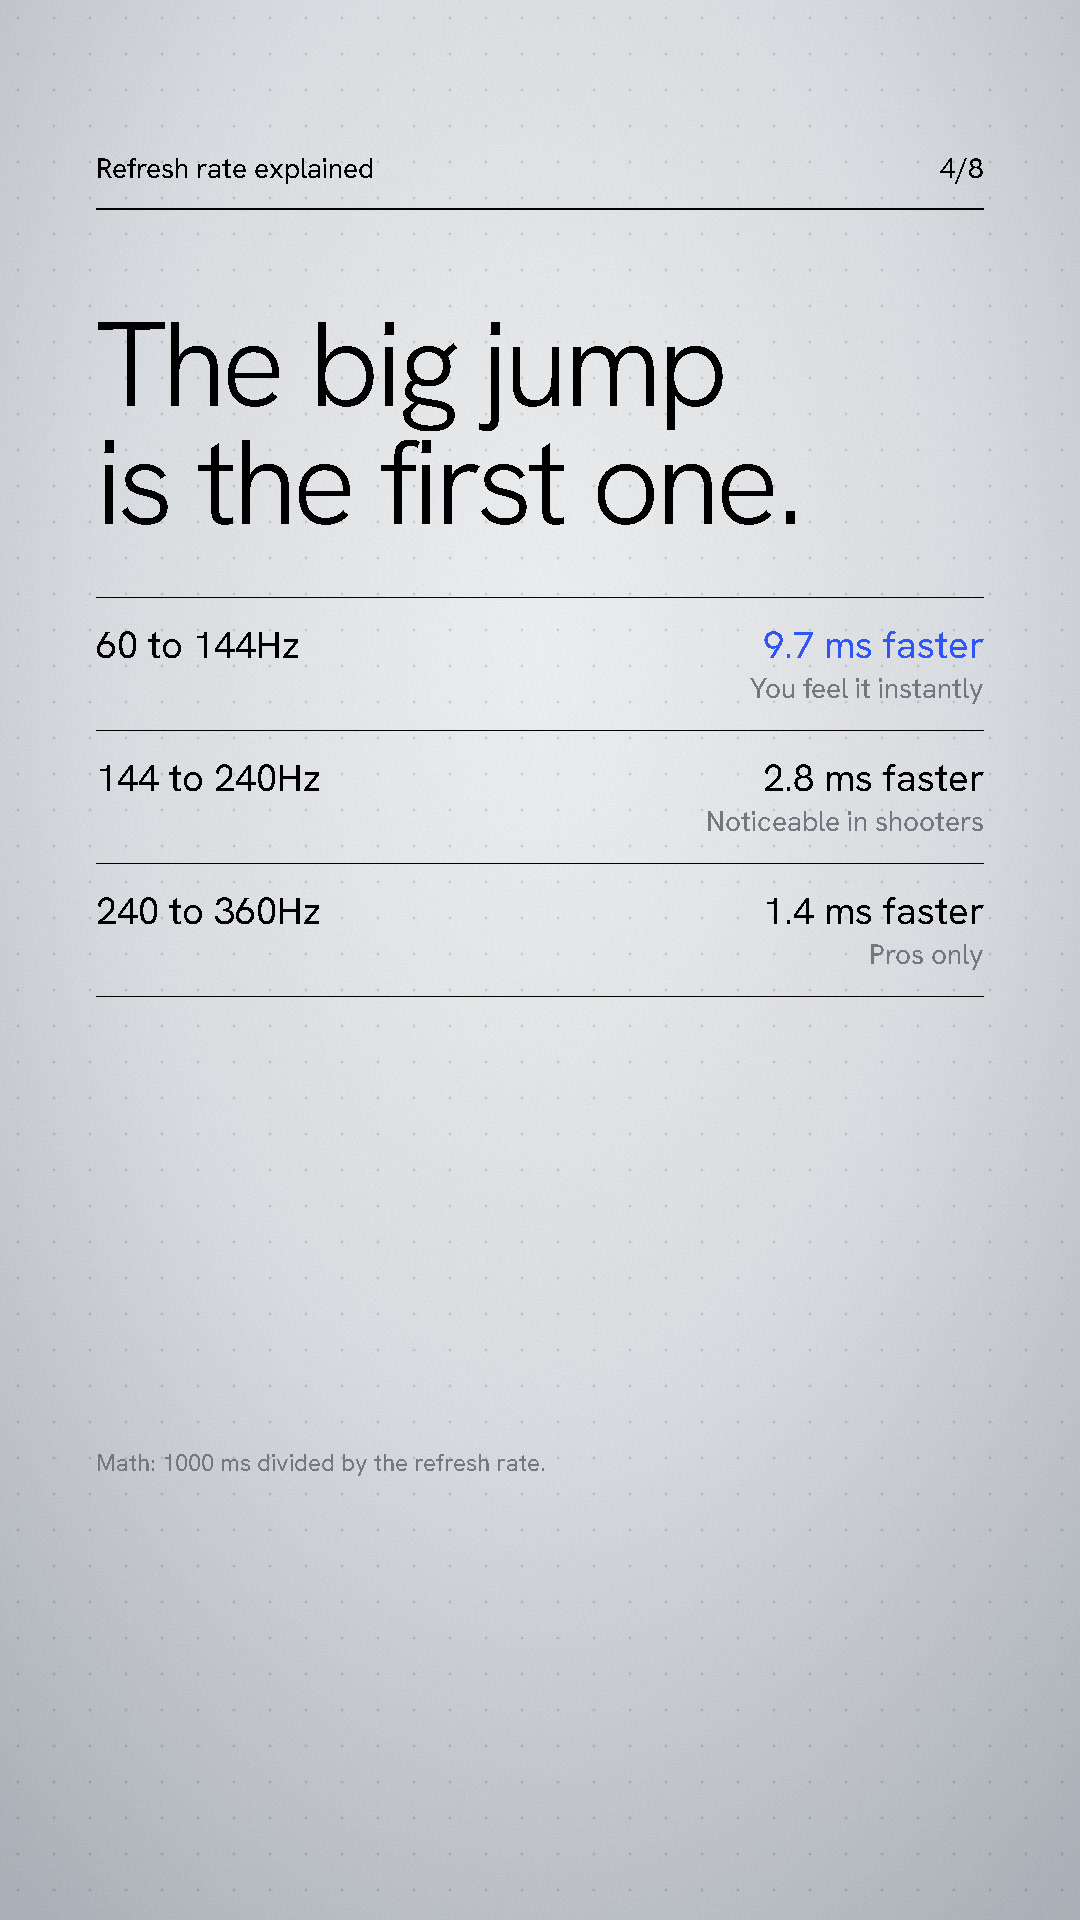 Refresh rate explained
4/8
The big jump
is the first one.
60 to 144Hz
9.7 ms faster
You feel it instantly
144 to 240Hz
2.8 ms faster
Noticeable in shooters
240 to 360Hz
1.4 ms faster
Pros only
Math: 1000 ms divided by the refresh rate.